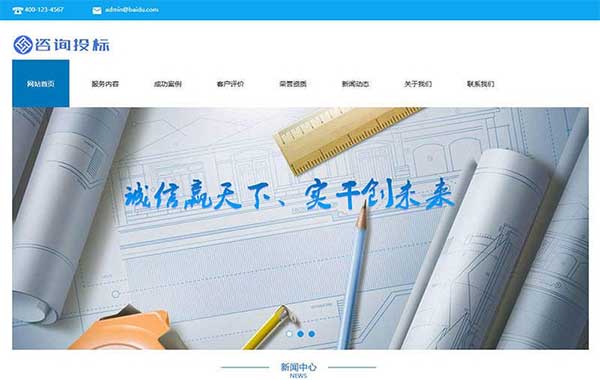 400-123-4567 admin@baidu.com
咨询投标
网站首页 服务内容 成功案例 客户评价 荣誉资质 新闻动态 关于我们 联系我们
诚信赢天下、实干创未来
新闻中心
NEWS